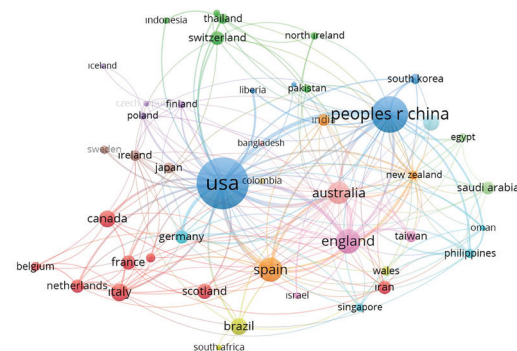 indonesia
thailand
switzerland
north ireland
iceland
south korea
liberia
pakistan
czech
finland
poland
india
peoples r china
bangladesh
egypt
sweden
ireland
japan
usa
colombia
new zealand
australia
saudi arabia
canada
germany
england
taiwan
oman
philippines
belgium
france
spain
wales
netherlands
italy
scotland
israel
iran
singapore
brazil
south africa